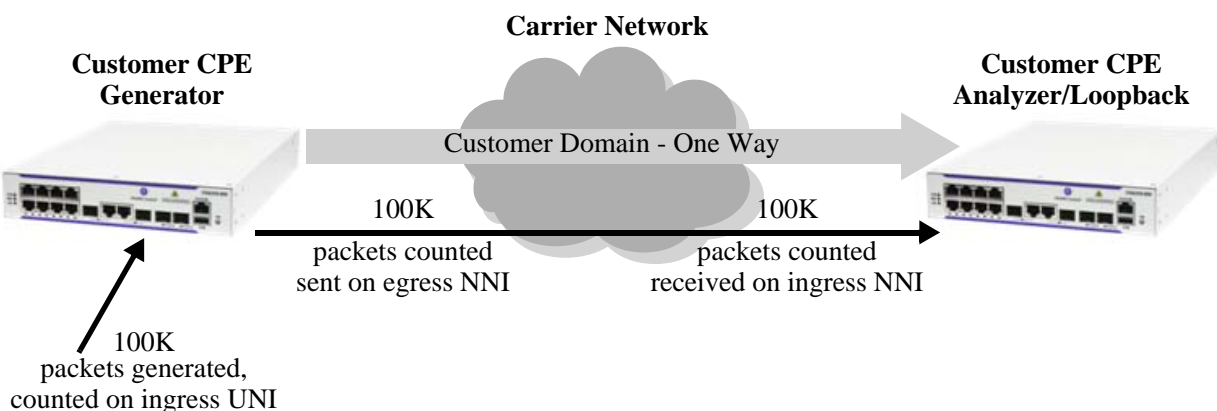 Carrier Network
Customer CPE
Generator
Customer CPE
Analyzer/Loopback
Customer Domain - One Way
100K
packets counted
sent on egress NNI
100K
packets counted
received on ingress NNI
100K
packets generated,
counted on ingress UNI